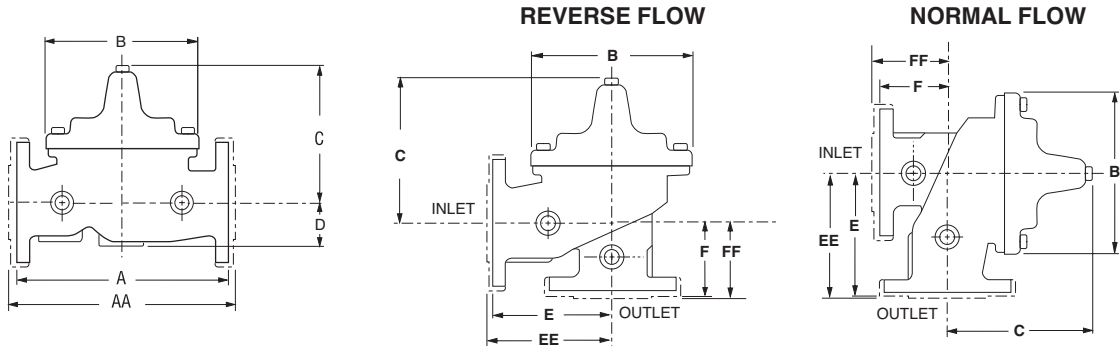 REVERSE FLOW
NORMAL FLOW
B
C
D
A
AA
B
C
INLET
F
FF
E
OUTLET
EE
FF
F
INLET
B
EE
E
OUTLET
C